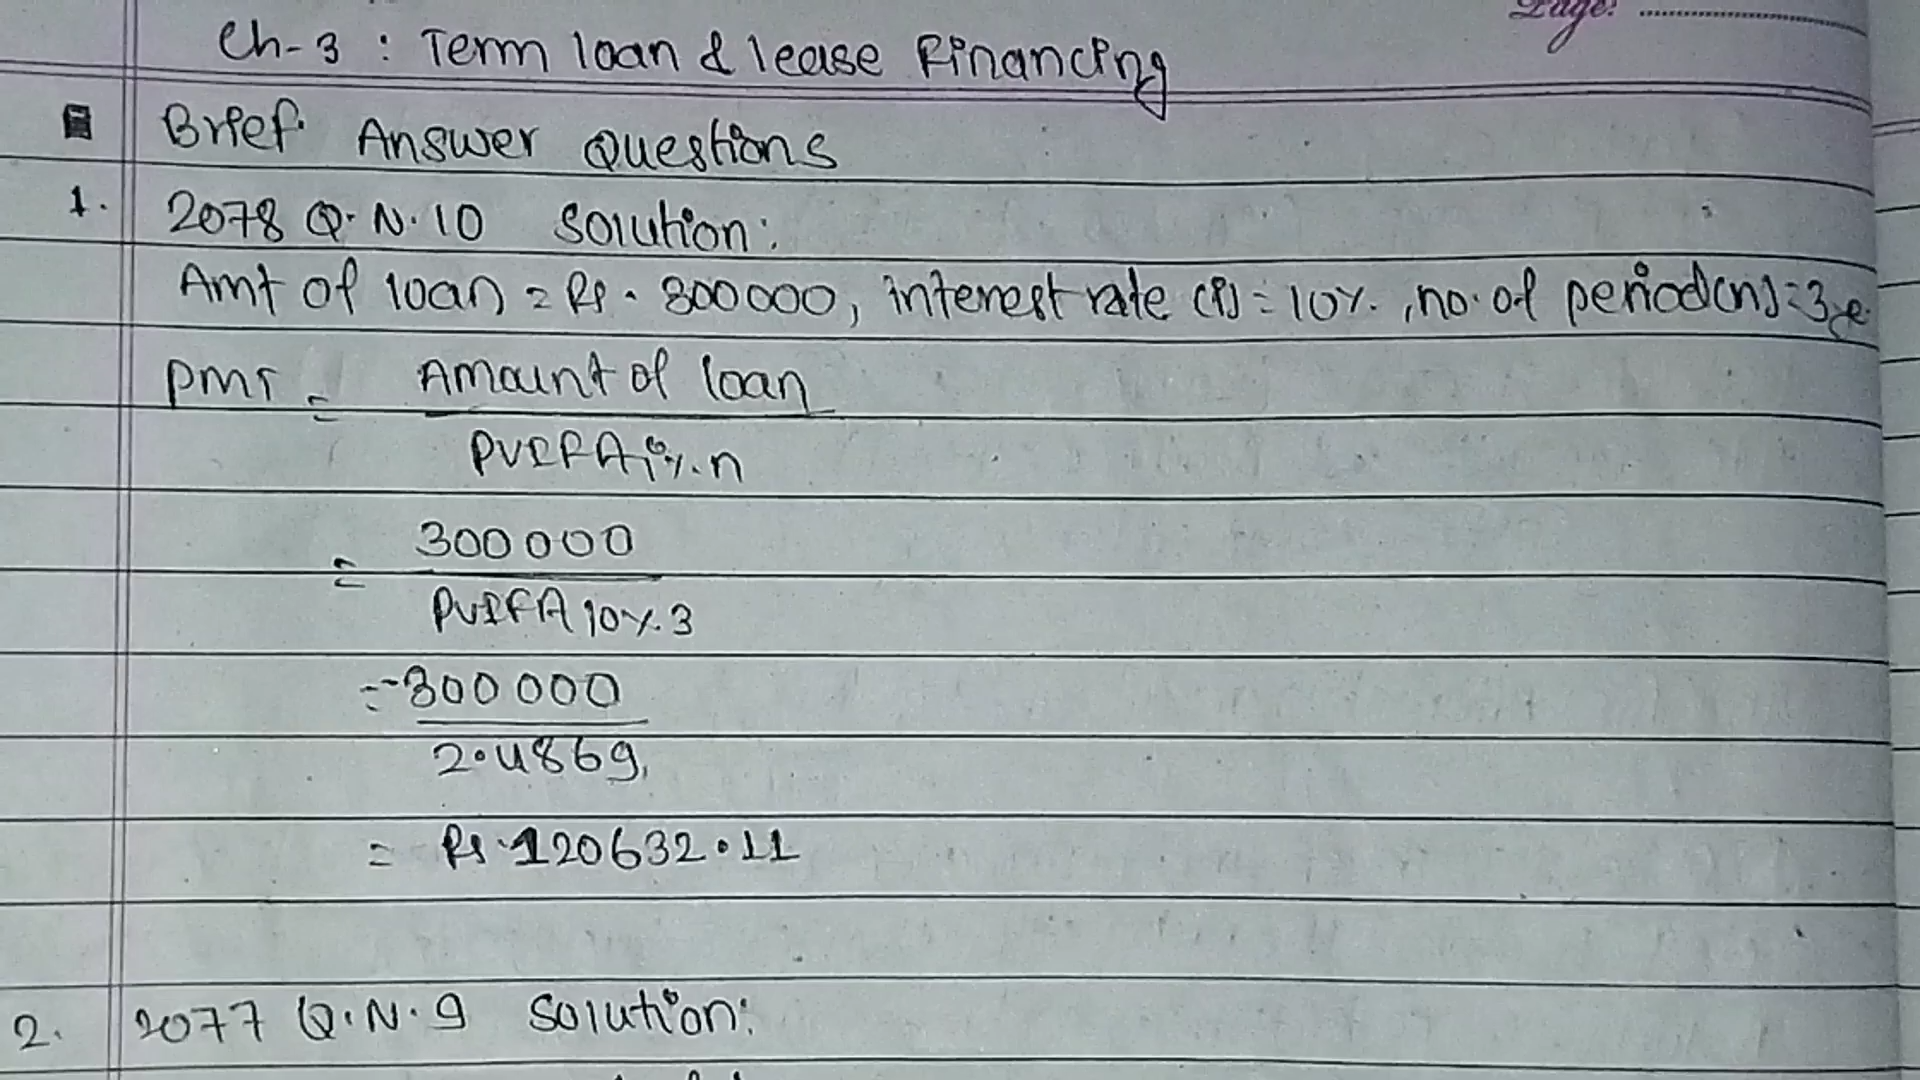 Page:
Ch-3 : Term loan & lease Financing
Brief Answer Questions
1. 2078 Q.N.10 Solution:
Amt of loan = Rs. 300000, interest rate (i) = 10%, no. of period(n) = 3
PMT = Amount of loan
PVIFA i%.n
= 300000
PVIFA 10%.3
= 300000
2.4869
= Rs. 120632.11
2. 2077 Q.N.9 Solution: